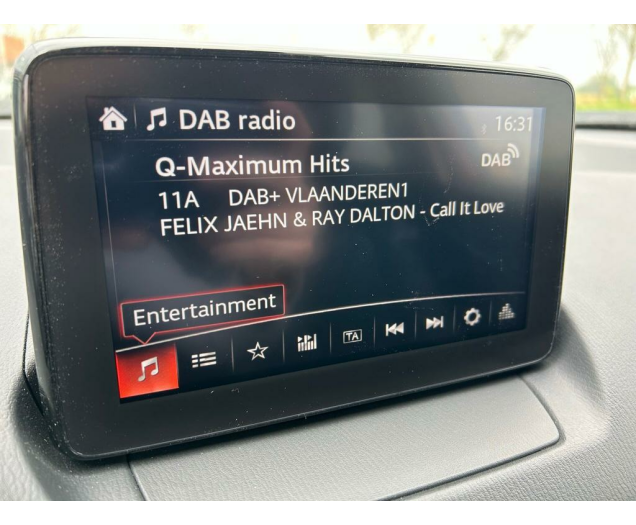 DAB radio 16:31
Q-Maximum Hits DAB
11A DAB+ VLAANDEREN1
FELIX JAEHN & RAY DALTON - Call It Love
Entertainment
TA